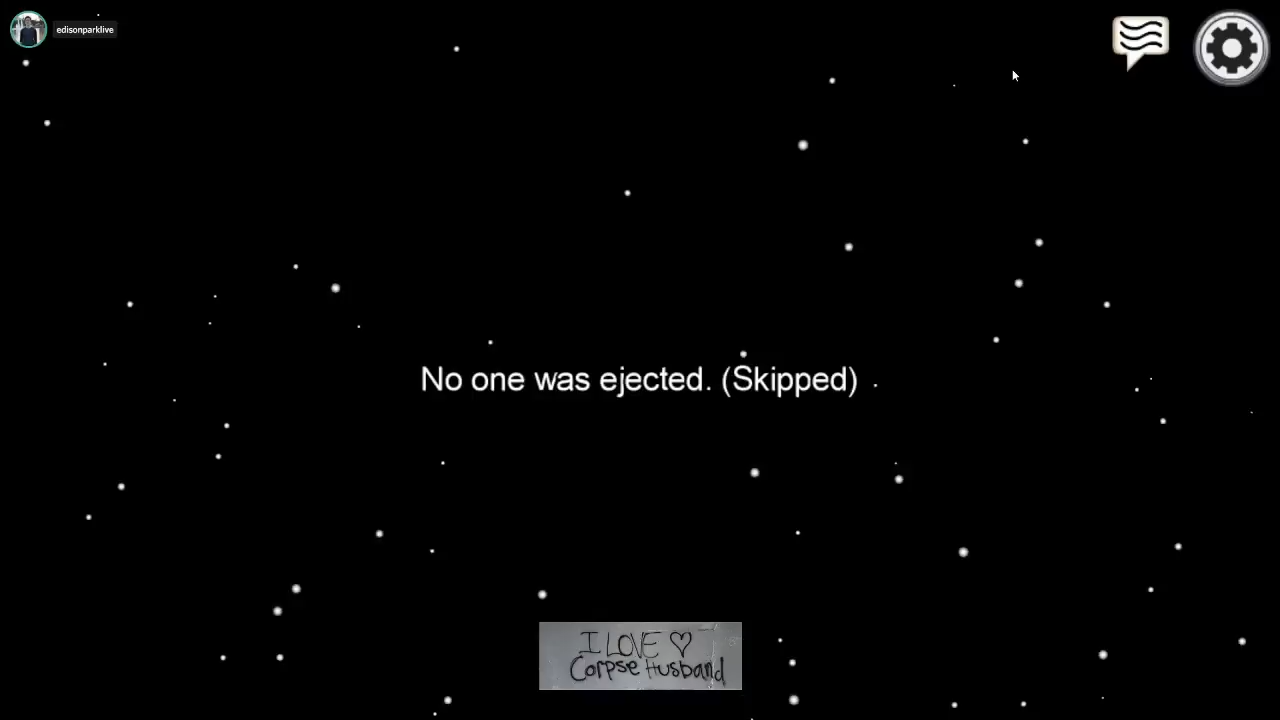 edisonparklive
No one was ejected. (Skipped)
I LOVE ♡
Corpse Husband